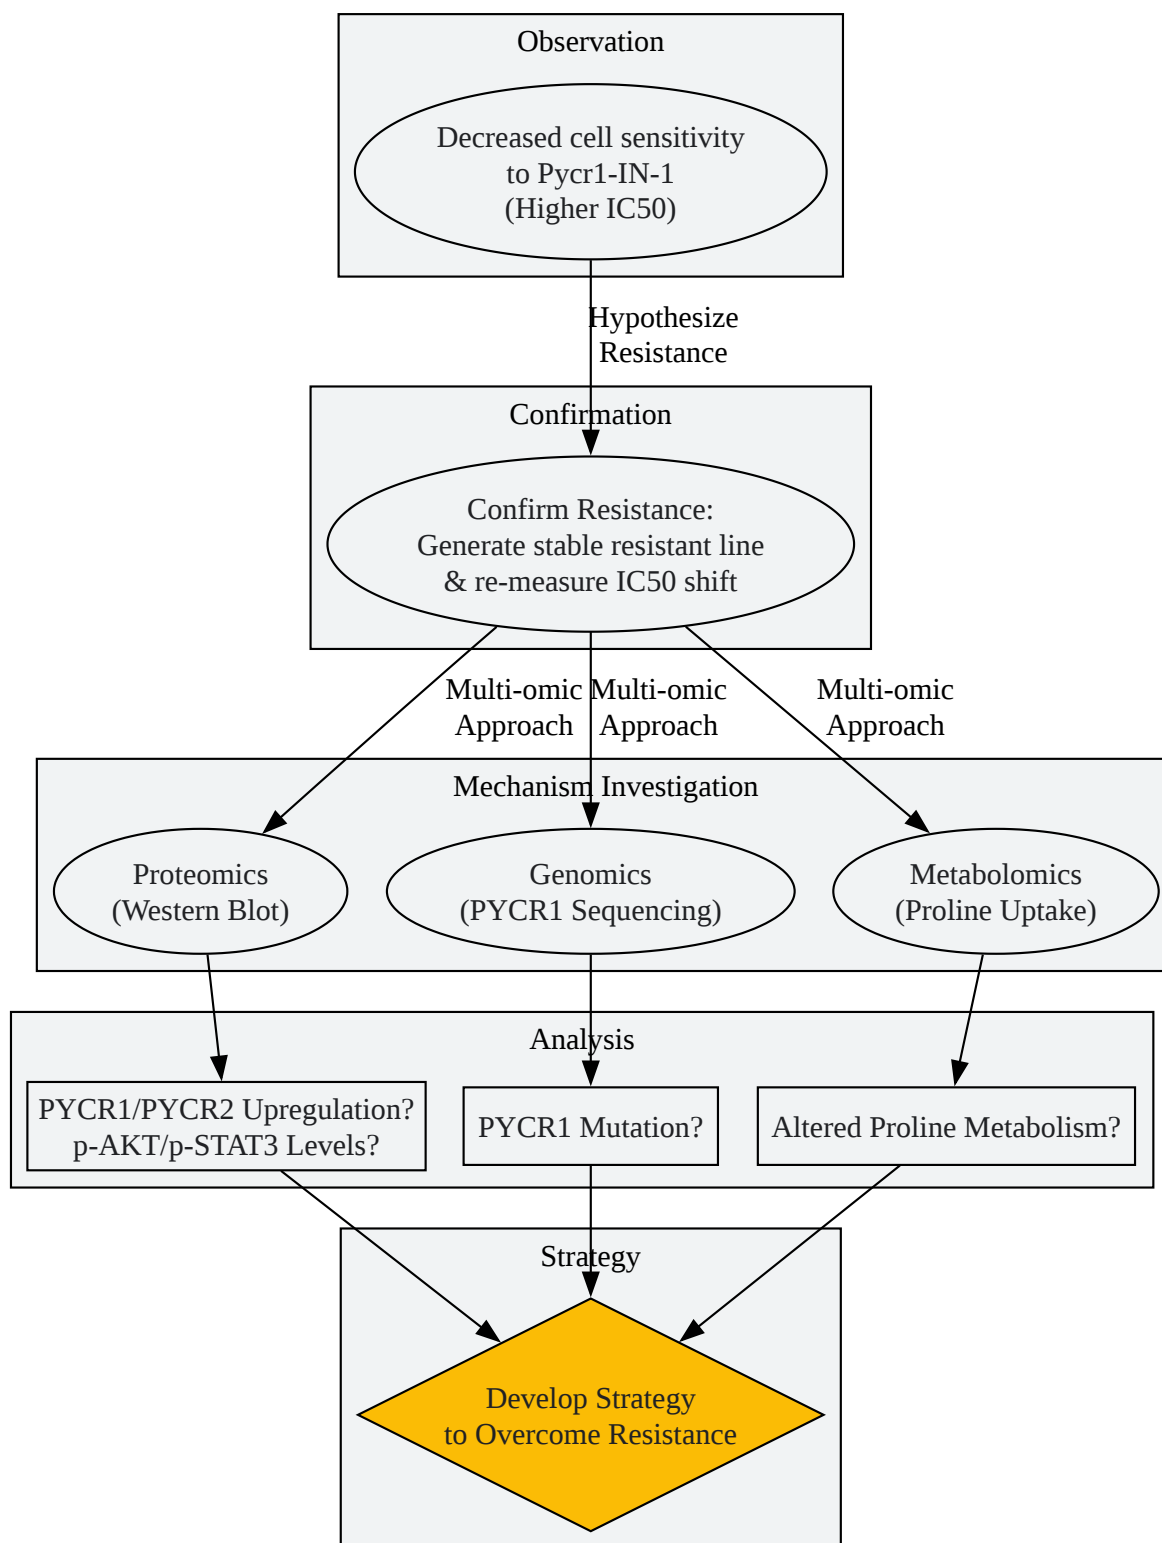 Observation
Decreased cell sensitivity
to Pycr1-IN-1
(Higher IC50)
Hypothesize
Resistance
Confirmation
Confirm Resistance:
Generate stable resistant line
& re-measure IC50 shift
Multi-omic
Approach
Multi-omic
Approach
Multi-omic
Approach
Mechanism Investigation
Proteomics
(Western Blot)
Genomics
(PYCR1 Sequencing)
Metabolomics
(Proline Uptake)
Analysis
PYCR1/PYCR2 Upregulation?
p-AKT/p-STAT3 Levels?
PYCR1 Mutation?
Altered Proline Metabolism?
Strategy
Develop Strategy
to Overcome Resistance